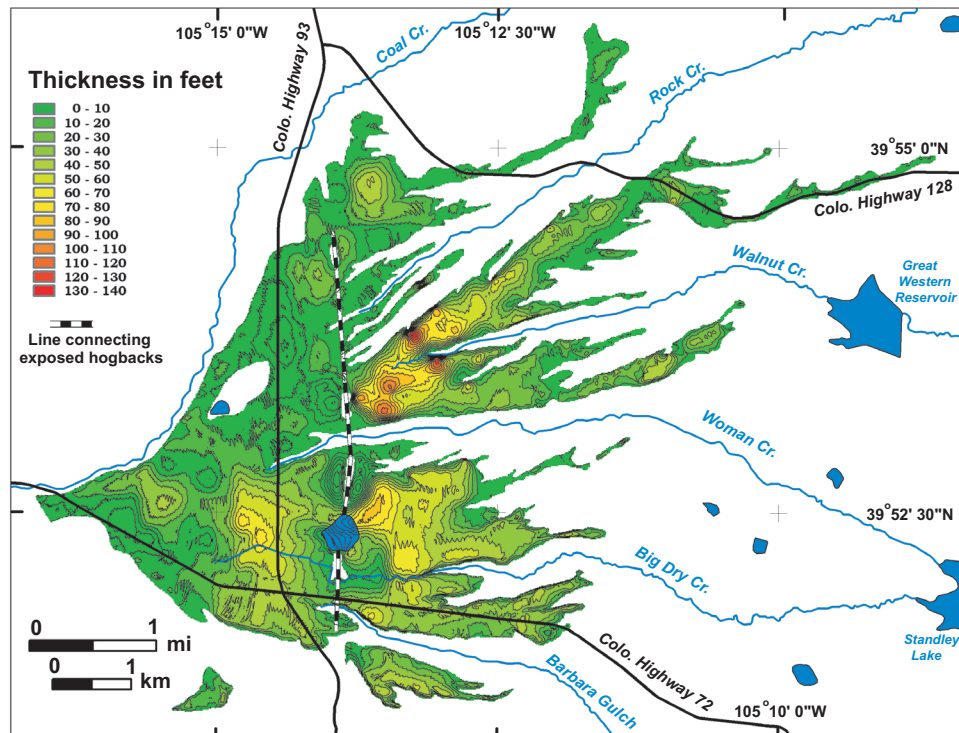 105°15' 0"W
105°12' 30"W
Colo. Highway 93
Coal Cr.
Rock Cr.
Thickness in feet
0 - 10
10 - 20
20 - 30
30 - 40
40 - 50
50 - 60
60 - 70
70 - 80
80 - 90
90 - 100
100 - 110
110 - 120
120 - 130
130 - 140
Line connecting
exposed hogbacks
39°55' 0"N
Colo. Highway 128
Walnut Cr.
Great
Western
Reservoir
Woman Cr.
39°52' 30"N
Big Dry Cr.
Standley
Lake
Colo. Highway 72
Barbara Gulch
105°10' 0"W
0 1
mi
0 1
km